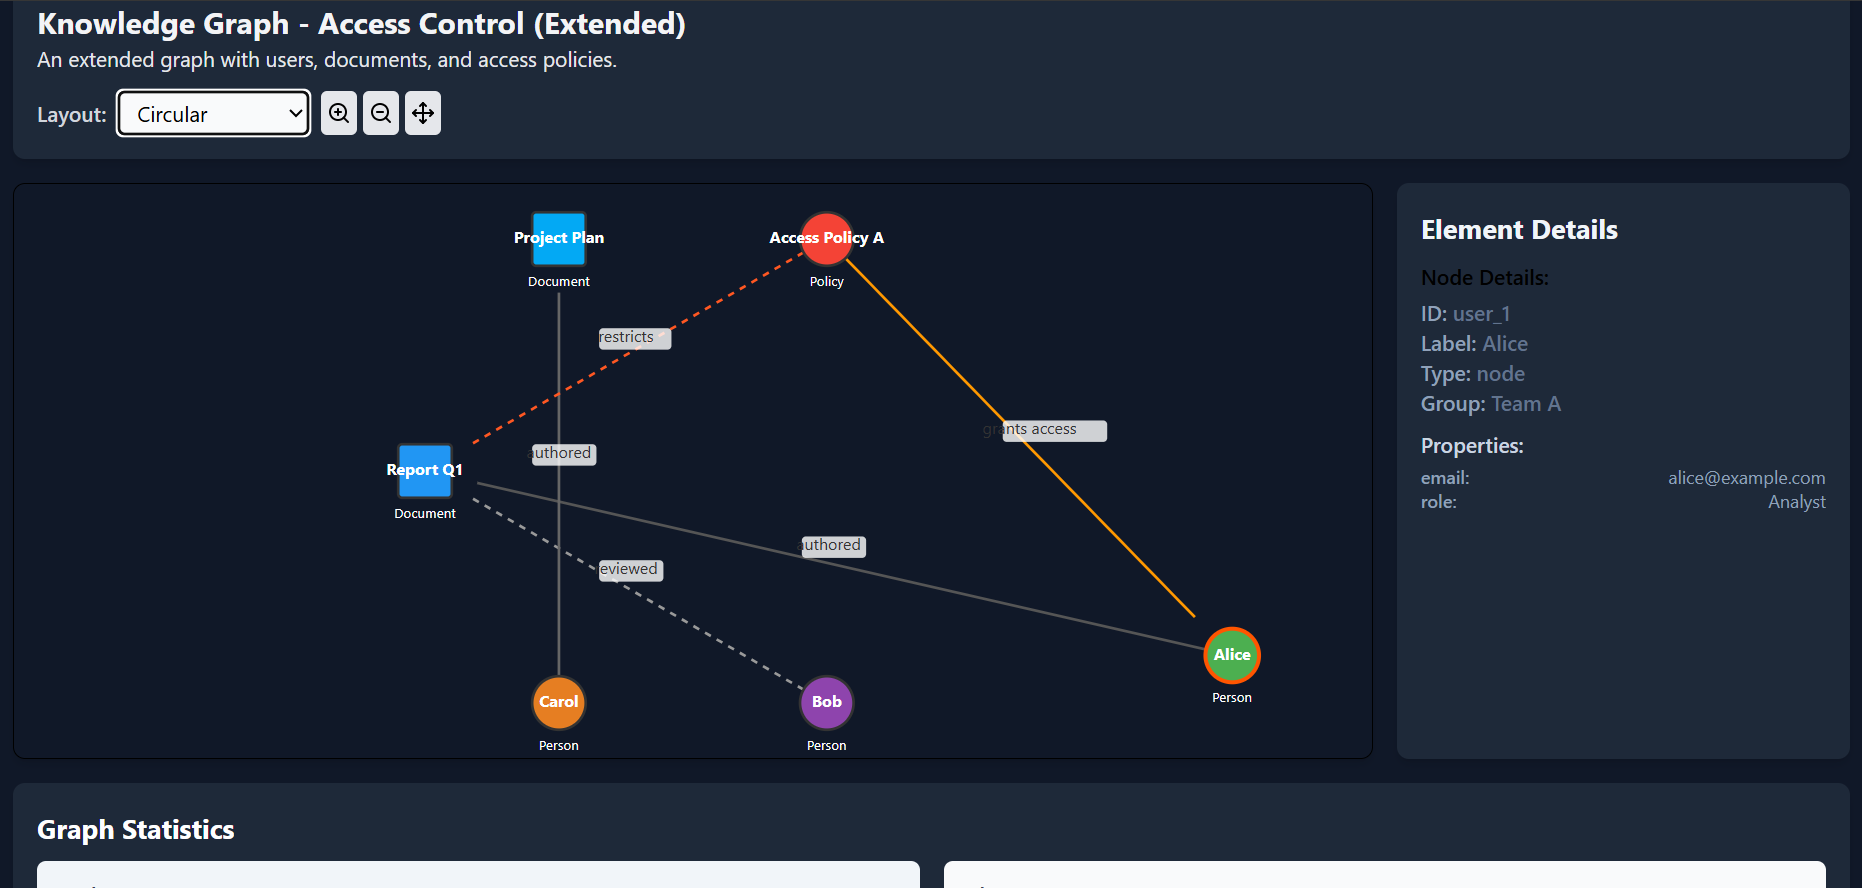 Knowledge Graph - Access Control (Extended)
An extended graph with users, documents, and access policies.
Layout: Circular
Project Plan
Document
Access Policy A
Policy
restricts
grants access
authored
Report Q1
Document
authored
reviewed
Alice
Person
Carol
Person
Bob
Person
Element Details
Node Details:
ID: user_1
Label: Alice
Type: node
Group: Team A
Properties:
email: alice@example.com
role: Analyst
Graph Statistics